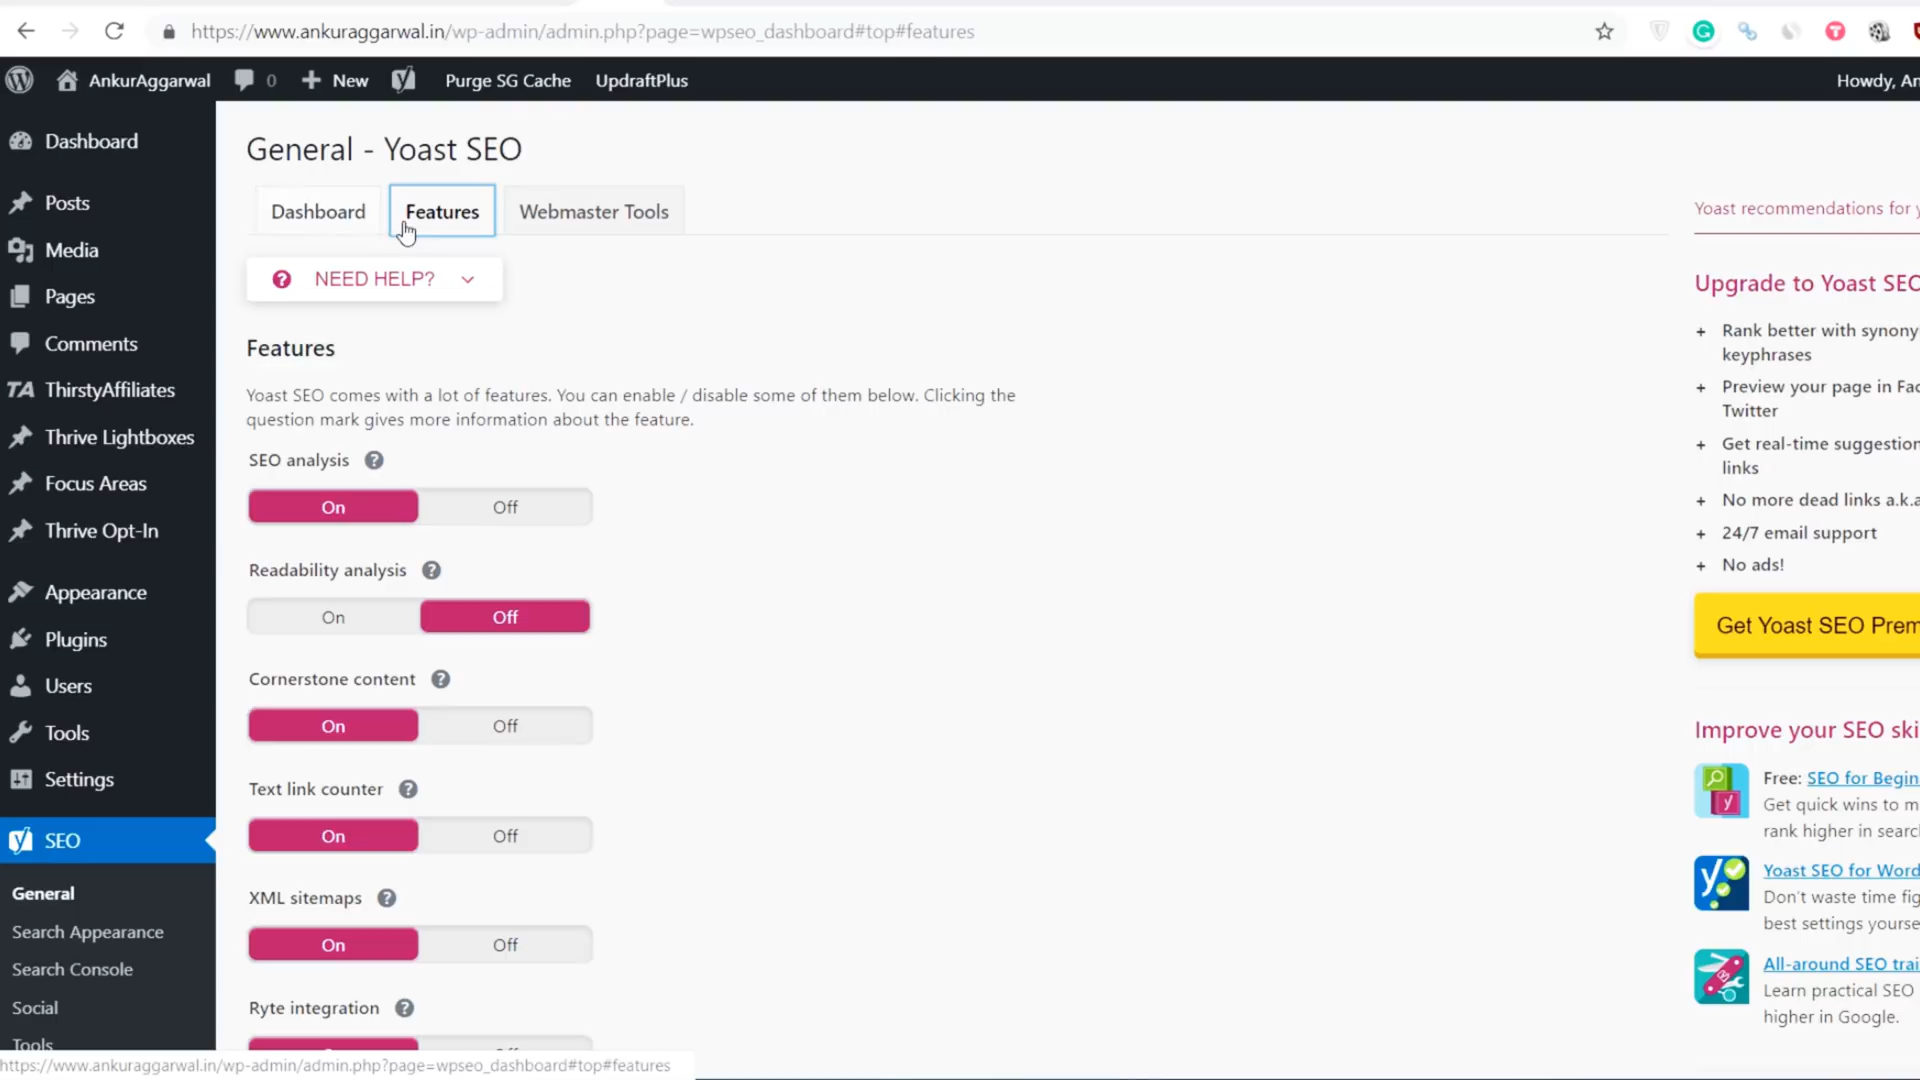 https://www.ankuraggarwal.in/wp-admin/admin.php?page=wpseo_dashboard#top#features
AnkurAggarwal 0 New Purge SG Cache UpdraftPlus Howdy, An
Dashboard
Posts
Media
Pages
Comments
TA ThirstyAffiliates
Thrive Lightboxes
Focus Areas
Thrive Opt-In
Appearance
Plugins
Users
Tools
Settings
SEO
General
Search Appearance
Search Console
Social
Tools
General - Yoast SEO
Dashboard Features Webmaster Tools
NEED HELP?
Features
Yoast SEO comes with a lot of features. You can enable / disable some of them below. Clicking the
question mark gives more information about the feature.
SEO analysis
On Off
Readability analysis
On Off
Cornerstone content
On Off
Text link counter
On Off
XML sitemaps
On Off
Ryte integration
Yoast recommendations for y
Upgrade to Yoast SEO
+ Rank better with synony
keyphrases
+ Preview your page in Fac
Twitter
+ Get real-time suggestion
links
+ No more dead links a.k.a
+ 24/7 email support
+ No ads!
Get Yoast SEO Prem
Improve your SEO ski
Free: SEO for Begin
Get quick wins to m
rank higher in search
Yoast SEO for Word
Don't waste time fig
best settings yourse
All-around SEO trai
Learn practical SEO
higher in Google.
https://www.ankuraggarwal.in/wp-admin/admin.php?page=wpseo_dashboard#top#features